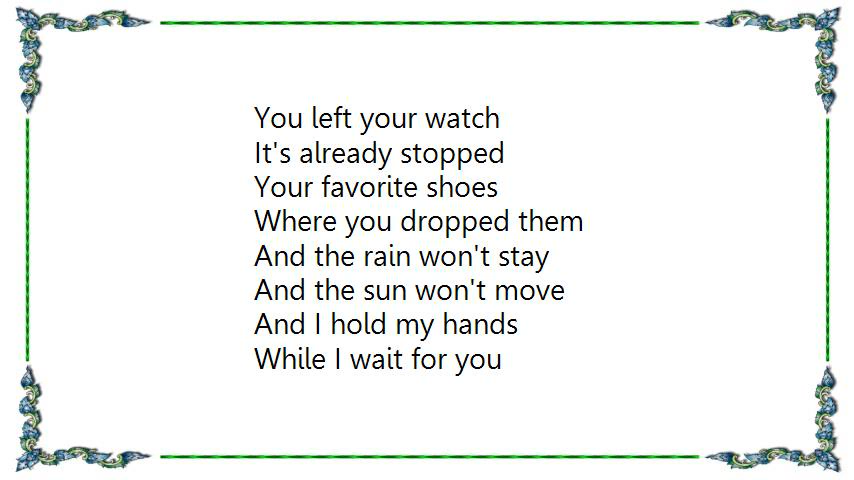 You left your watch
It's already stopped
Your favorite shoes
Where you dropped them
And the rain won't stay
And the sun won't move
And I hold my hands
While I wait for you